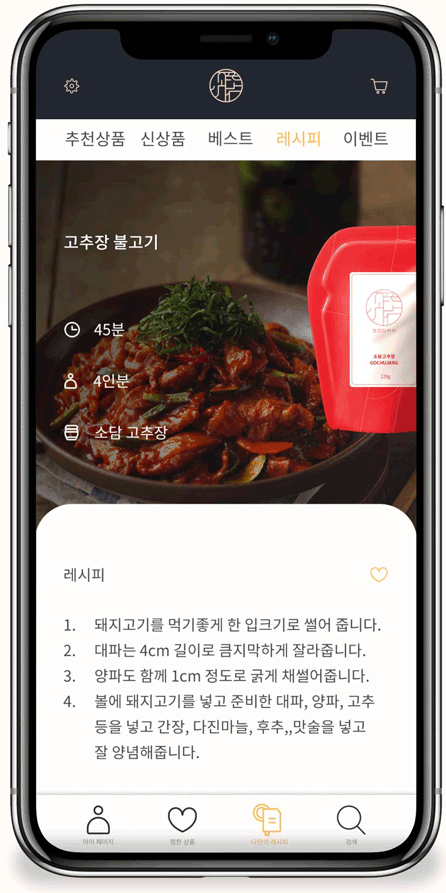 추천상품 신상품 베스트 레시피 이벤트
고추장 불고기
45분
4인분
소담 고추장
소담 고추장
GOCHUJANG
120g
레시피
1. 돼지고기를 먹기좋게 한 입크기로 썰어 줍니다.
2. 대파는 4cm 길이로 큼지막하게 잘라줍니다.
3. 양파도 함께 1cm 정도로 굵게 채썰어줍니다.
4. 볼에 돼지고기를 넣고 준비한 대파, 양파, 고추
등을 넣고 간장, 다진마늘, 후추,,맛술을 넣고
잘 양념해줍니다.
마이 페이지 찜한 상품 나만의 레시피 검색